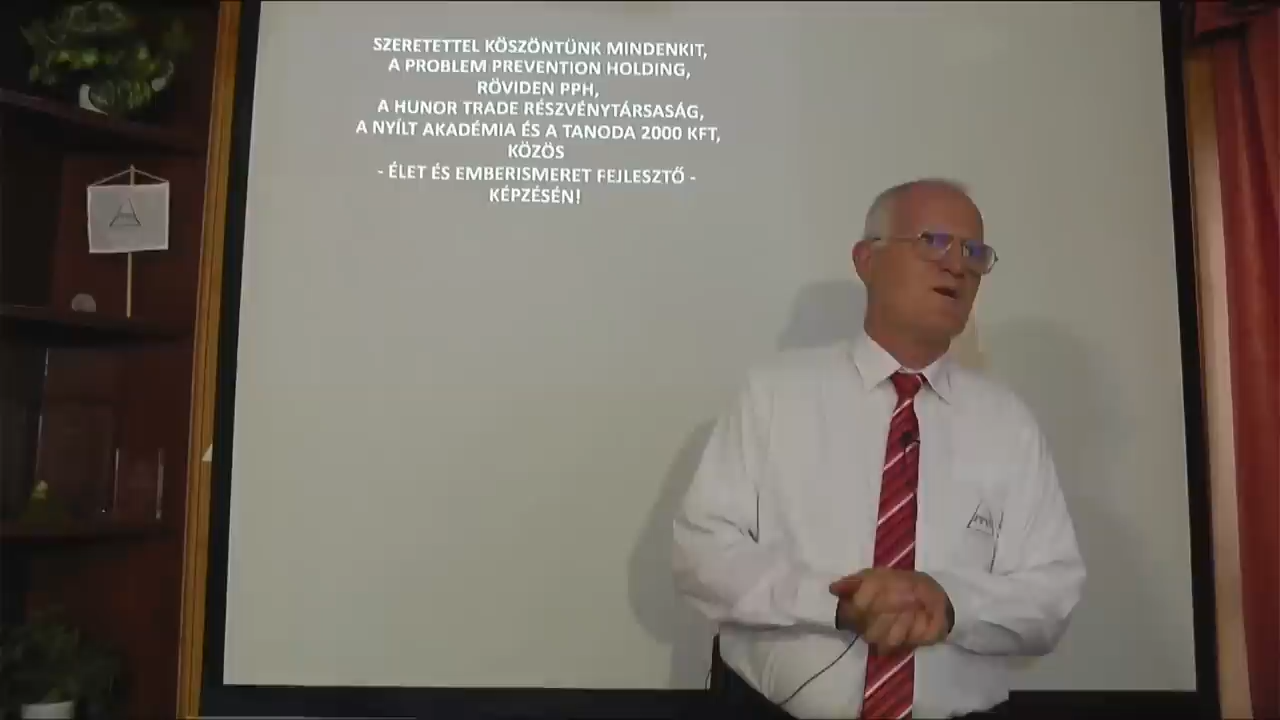 SZERETETTEL KÖSZÖNTÜNK MINDENKIT,
A PROBLEM PREVENTION HOLDING,
RÖVIDEN PPH,
A HUNOR TRADE RÉSZVÉNYTÁRSASÁG,
A NYÍLT AKADÉMIA ÉS A TANODA 2000 KFT,
KÖZÖS
- ÉLET ÉS EMBERISMERET FEJLESZTŐ -
KÉPZÉSÉN!